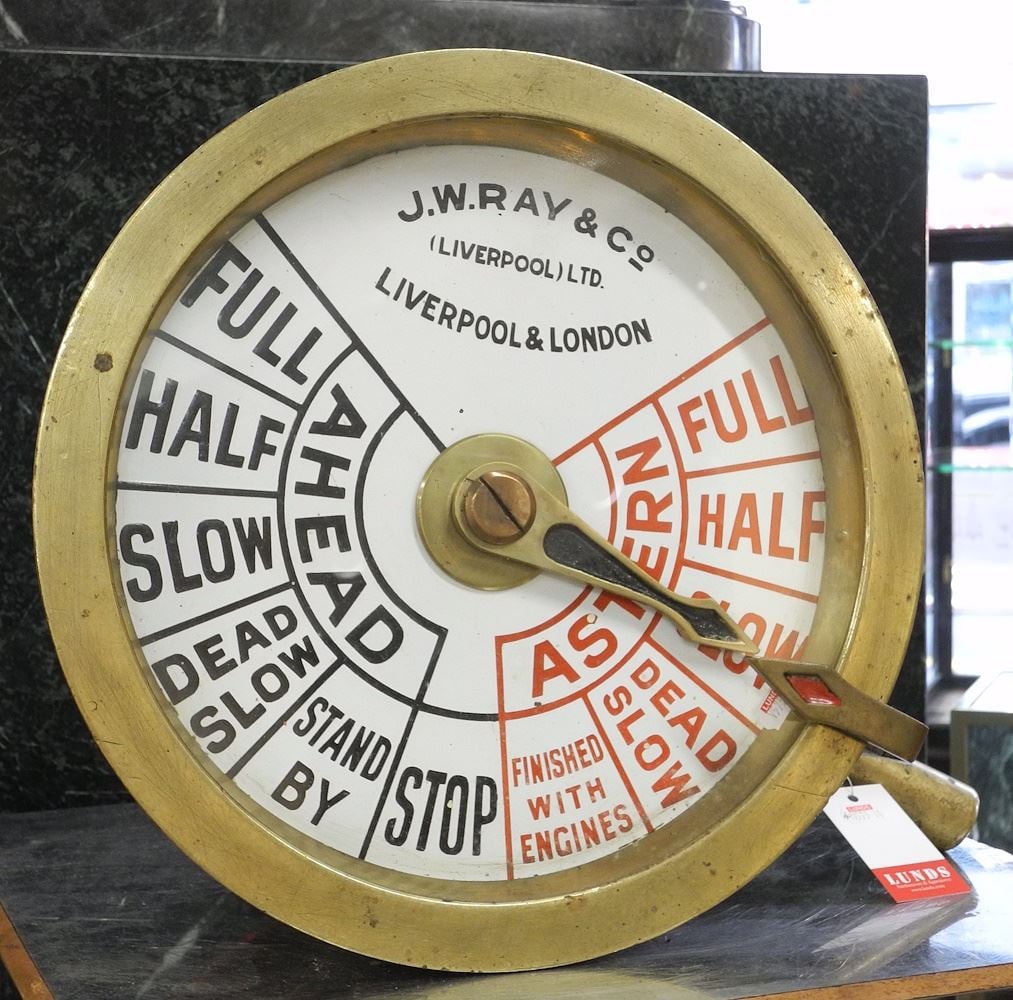 J.W.RAY & Co
(LIVERPOOL) LTD.
LIVERPOOL & LONDON
FULL
HALF
SLOW
DEAD
SLOW
STAND
BY
STOP
AHEAD
FULL
HALF
SLOW
DEAD
SLOW
FINISHED
WITH
ENGINES
ASTERN
LUNDS